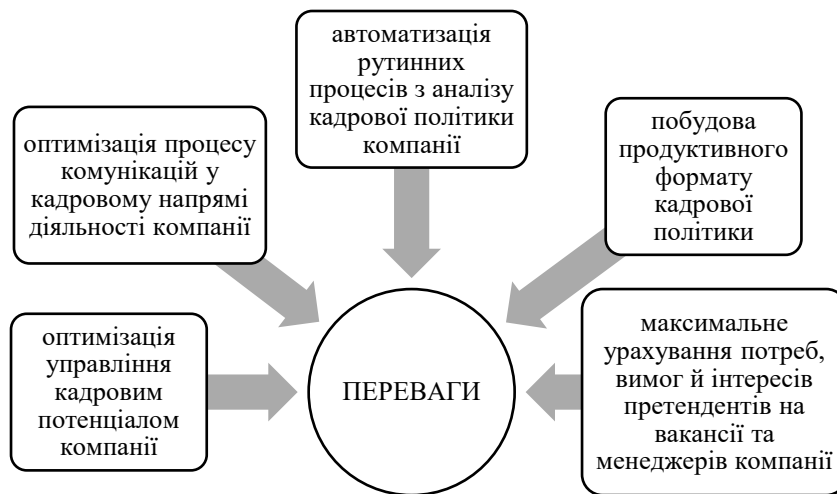 автоматизація
рутинних
процесів з аналізу
кадрової політики
компанії
оптимізація процесу
комунікацій у
кадровому напрямі
діяльності компанії
побудова
продуктивного
формату
кадрової
політики
оптимізація
управління
кадровим
потенціалом
компанії
ПЕРЕВАГИ
максимальне
урахування потреб,
вимог й інтересів
претендентів на
вакансії та
менеджерів компанії